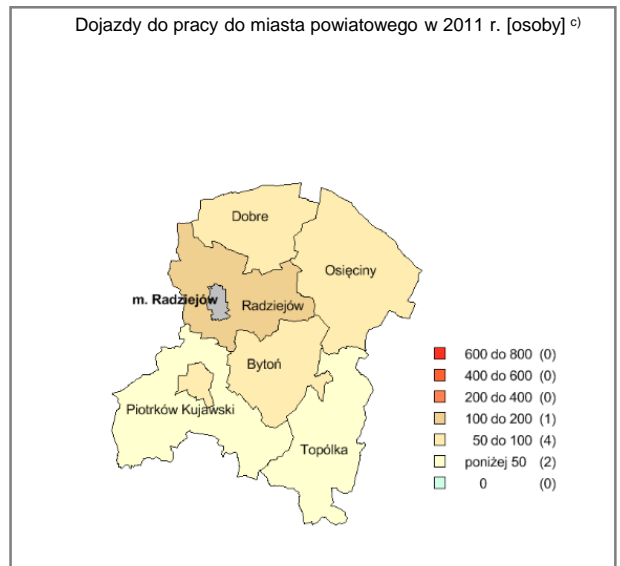 Dojazdy do pracy do miasta powiatowego w 2011 r. [osoby] c)
Dobre
Osięciny
m. Radziejów
Radziejów
Bytoń
Piotrków Kujawski
Topólka
600 do 800 (0)
400 do 600 (0)
200 do 400 (0)
100 do 200 (1)
50 do 100 (4)
poniżej 50 (2)
0 (0)